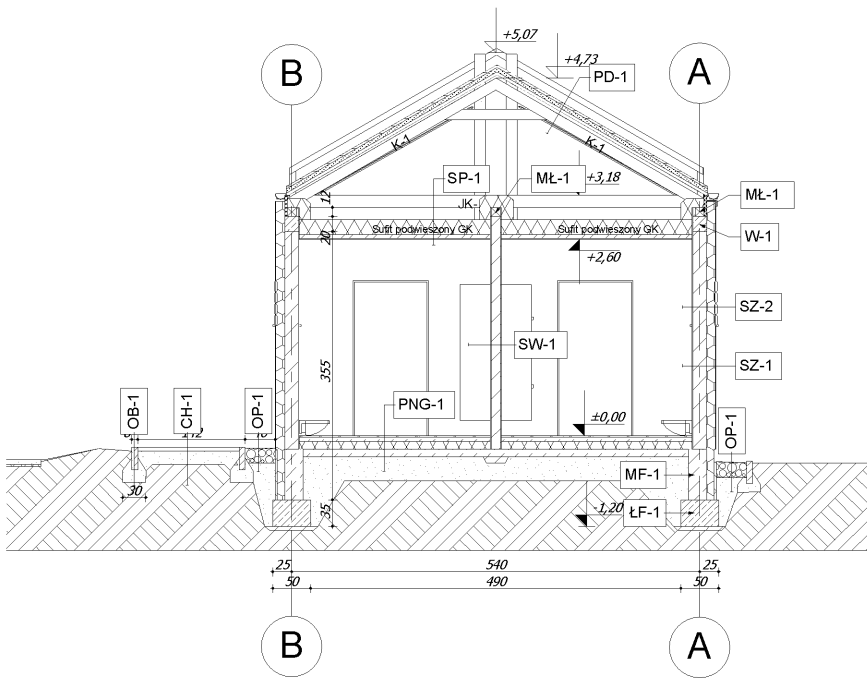 +5,07
B
A
+4,73
PD-1
K-1
K-1
SP-1
MŁ-1
+3,18
MŁ-1
12
JK-
Sufit podwieszony GK
Sufit podwieszony GK
W-1
20
+2,60
SZ-2
SW-1
355
SZ-1
OB-1
CH-1
OP-1
PNG-1
±0,00
OP-1
MF-1
30
35
-1,20
ŁF-1
25
540
25
50
490
50
B
A